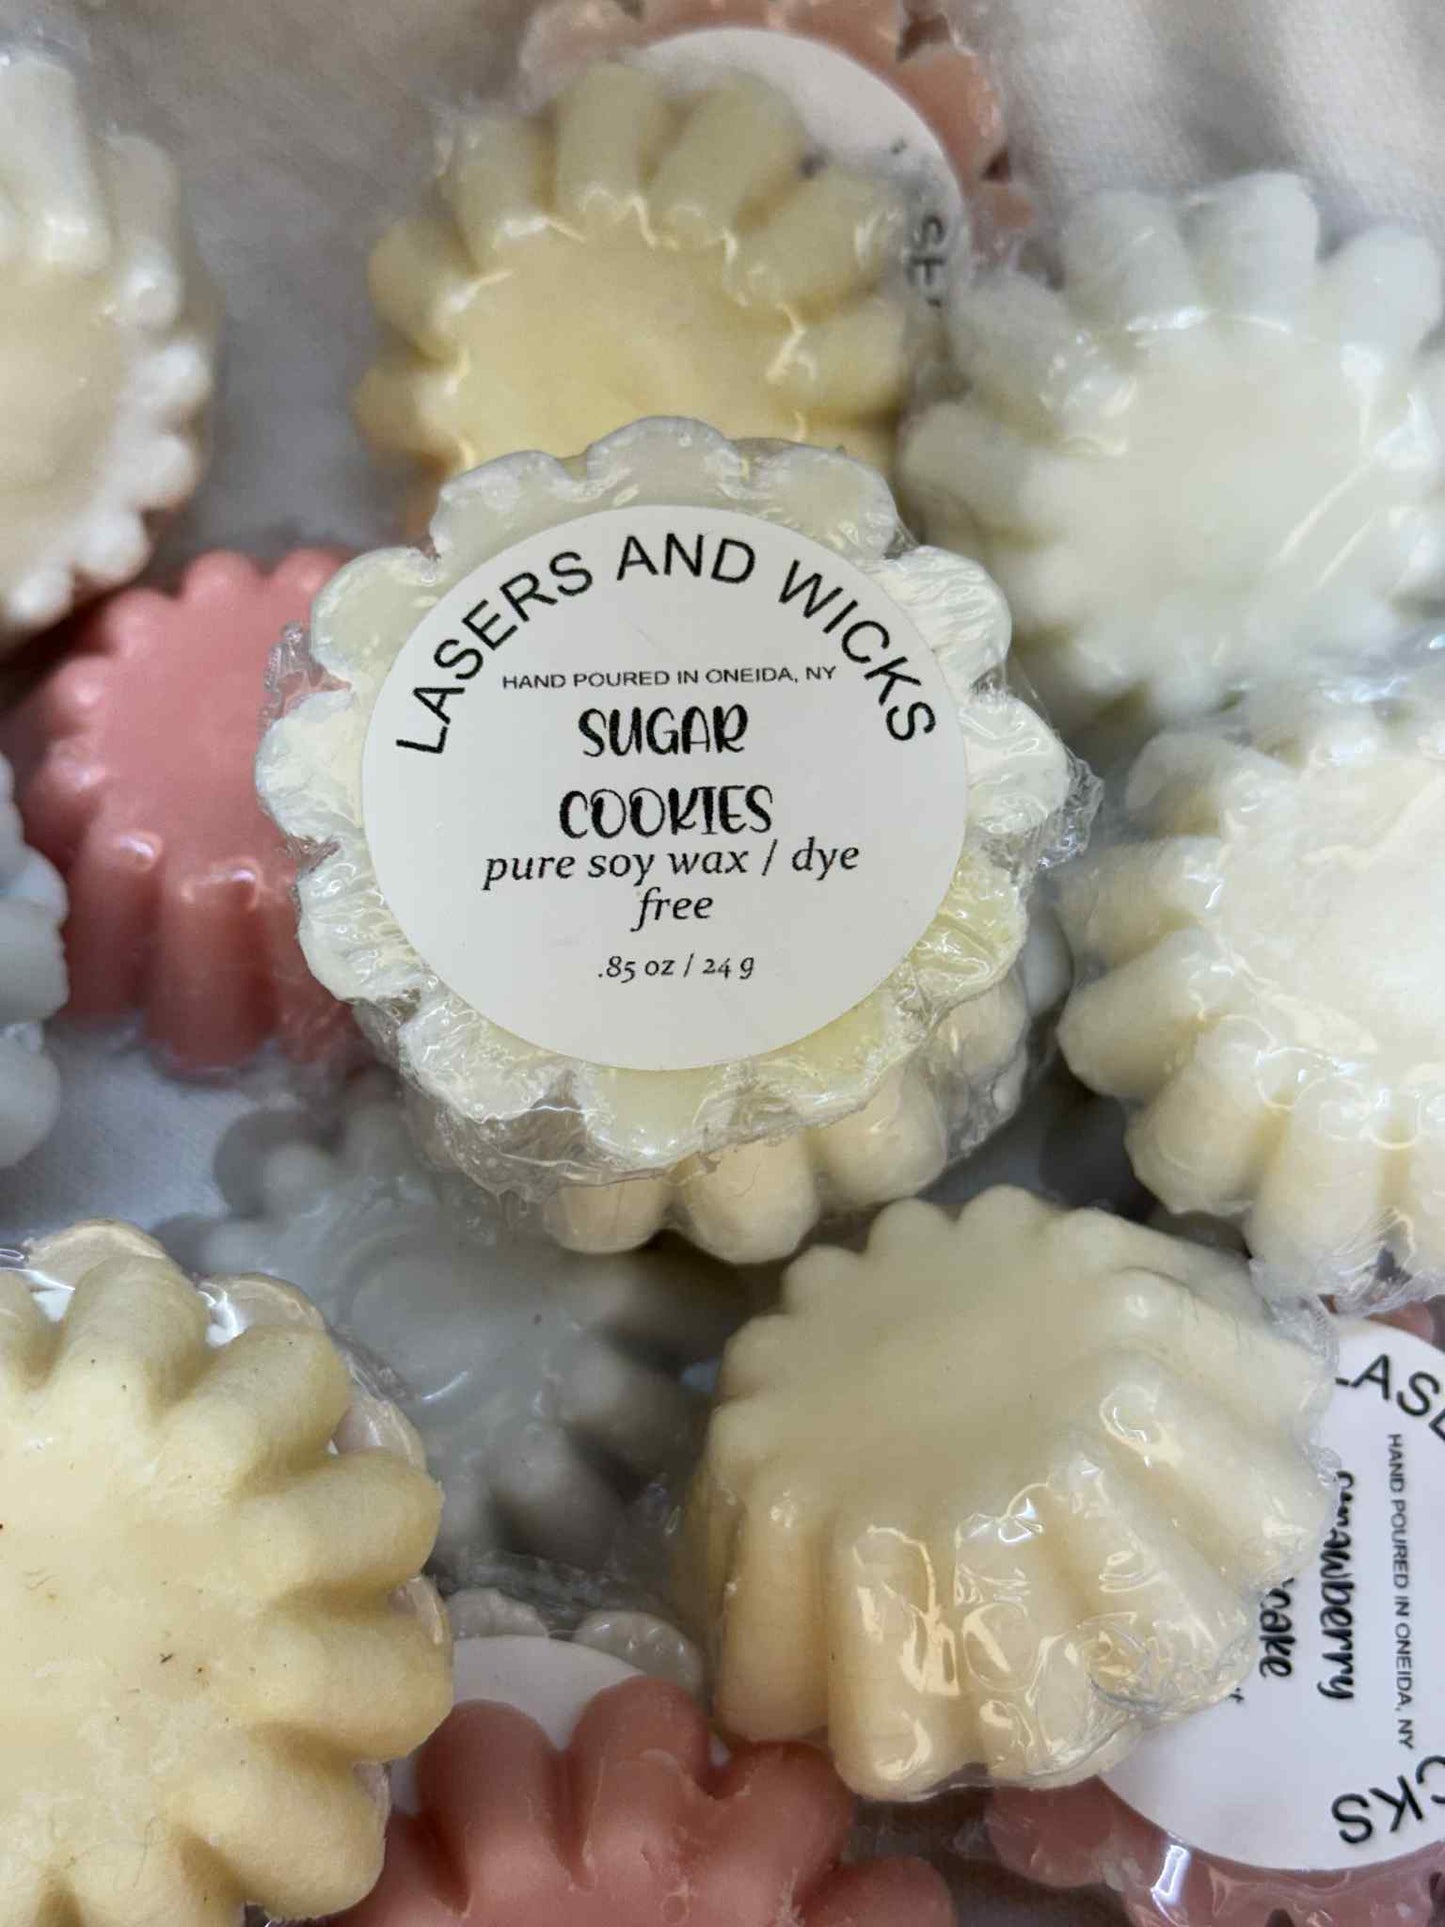 LASERS AND WICKS
HAND POURED IN ONEIDA, NY
SUGAR
COOKIES
pure soy wax / dye
free
.85 oz / 24 g
HAND POURED IN ONEIDA, NY